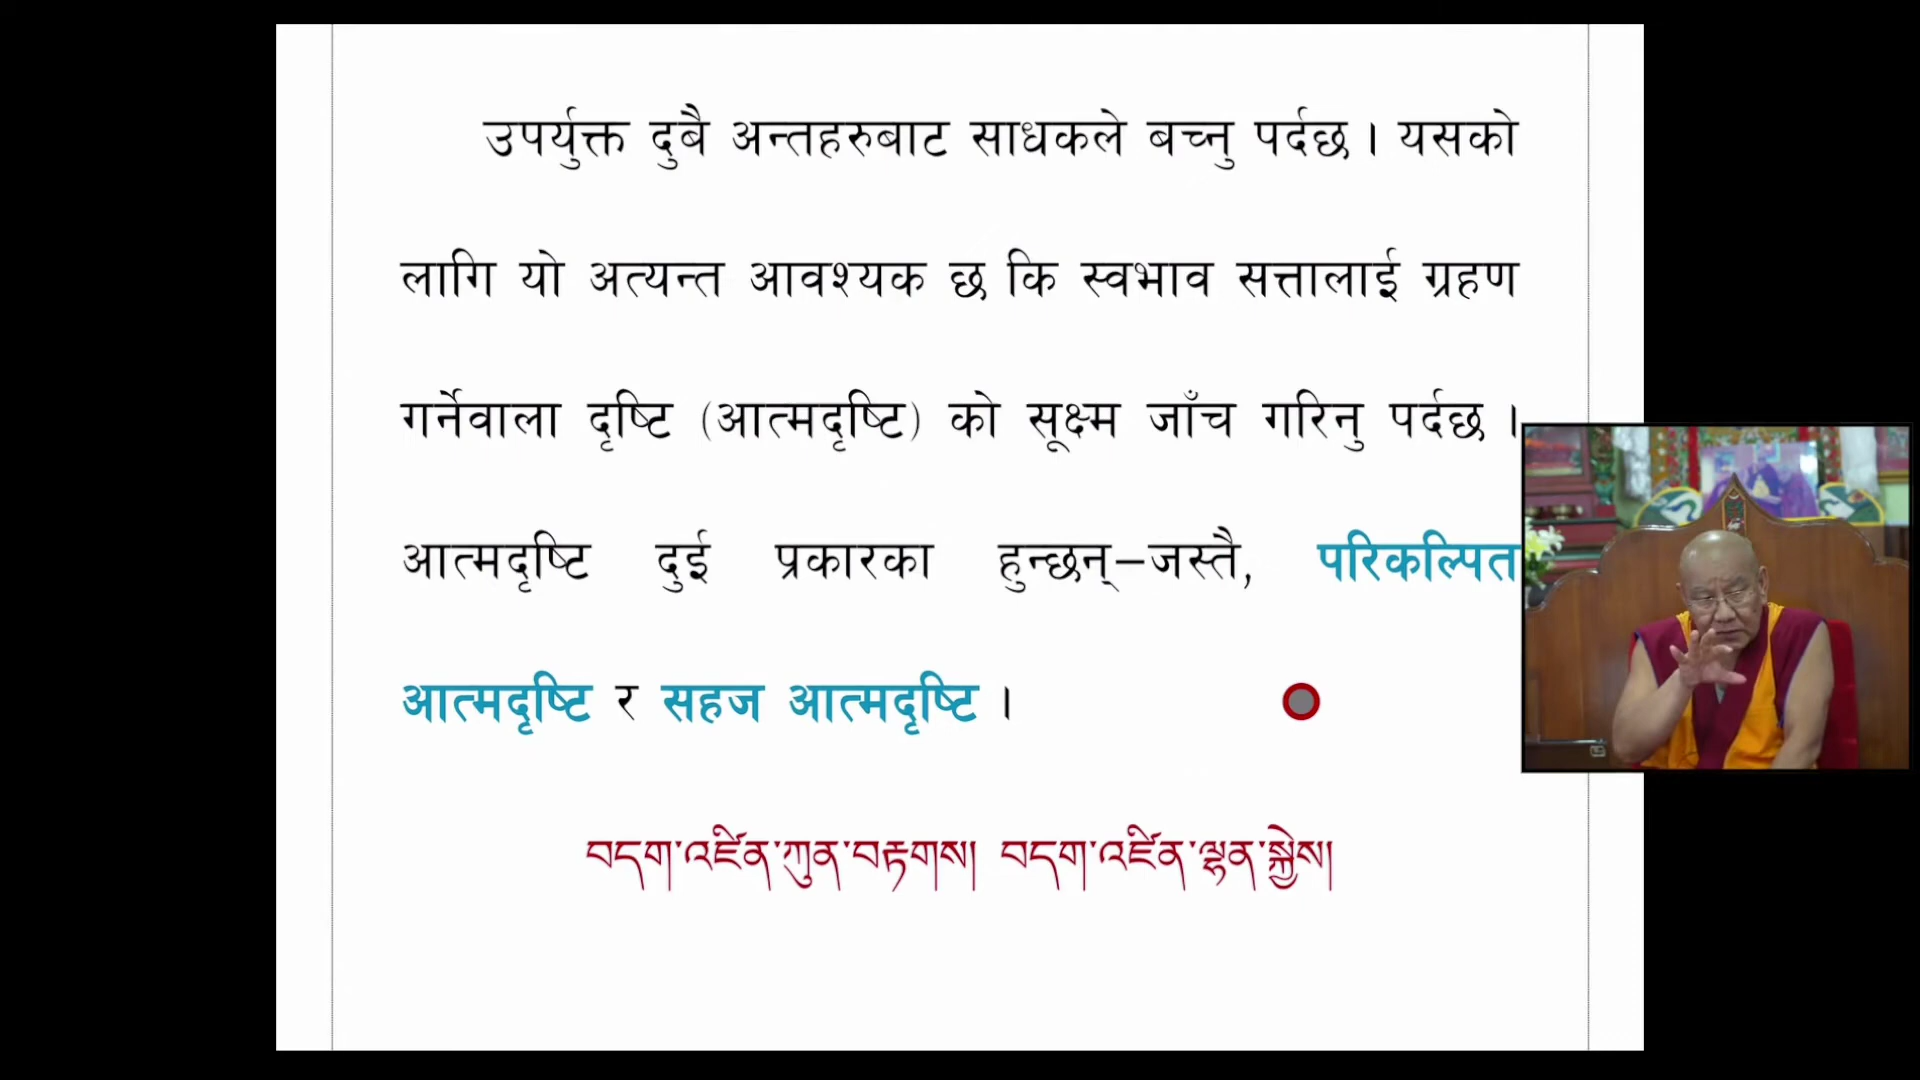 उपर्युक्त दुबै अन्तहरुबाट साधकले बच्नु पर्दछ । यसको
लागि यो अत्यन्त आवश्यक छ कि स्वभाव सत्तालाई ग्रहण
गर्नेवाला दृष्टि (आत्मदृष्टि) को सूक्ष्म जाँच गरिनु पर्दछ ।
आत्मदृष्टि दुई प्रकारका हुन्छन्–जस्तै, परिकल्पित
आत्मदृष्टि र सहज आत्मदृष्टि ।
བདག་འཛིན་ཀུན་བརྟགས། བདག་འཛིན་ལྷན་སྐྱེས།